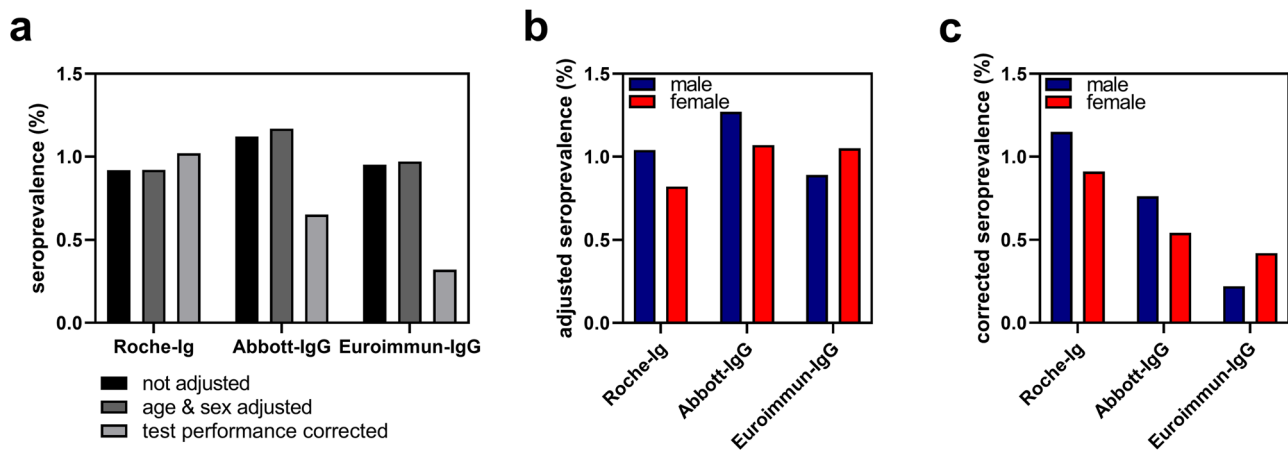 a
seroprevalence (%)
1.5
1.0
0.5
0.0
Roche-Ig Abbott-IgG Euroimmun-IgG
not adjusted
age & sex adjusted
test performance corrected
b
adjusted seroprevalence (%)
1.5
1.0
0.5
0.0
male
female
Roche-Ig
Abbott-IgG
Euroimmun-IgG
c
corrected seroprevalence (%)
1.5
1.0
0.5
0.0
male
female
Roche-Ig
Abbott-IgG
Euroimmun-IgG